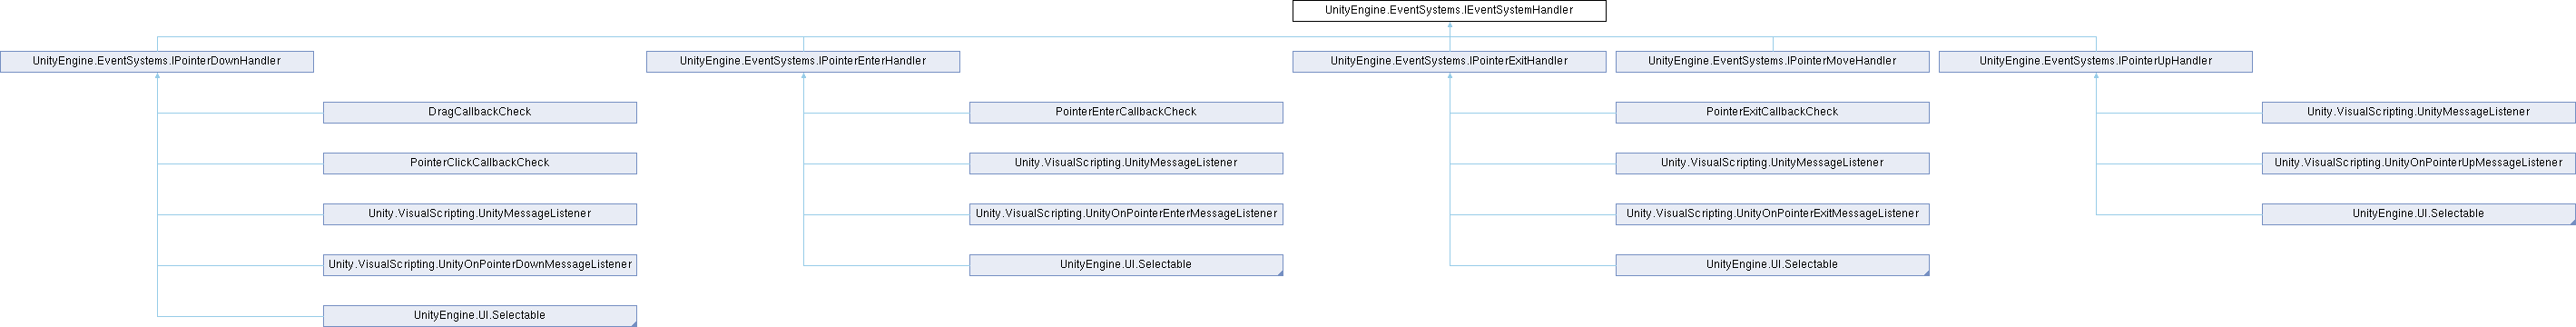 UnityEngine.EventSystems.IEventSystemHandler
UnityEngine.EventSystems.IPointerDownHandler
UnityEngine.EventSystems.IPointerEnterHandler
UnityEngine.EventSystems.IPointerExitHandler
UnityEngine.EventSystems.IPointerMoveHandler
UnityEngine.EventSystems.IPointerUpHandler
DragCallbackCheck
PointerEnterCallbackCheck
PointerExitCallbackCheck
Unity.VisualScripting.UnityMessageListener
PointerClickCallbackCheck
Unity.VisualScripting.UnityMessageListener
Unity.VisualScripting.UnityMessageListener
Unity.VisualScripting.UnityOnPointerUpMessageListener
Unity.VisualScripting.UnityMessageListener
Unity.VisualScripting.UnityOnPointerEnterMessageListener
Unity.VisualScripting.UnityOnPointerExitMessageListener
UnityEngine.UI.Selectable
Unity.VisualScripting.UnityOnPointerDownMessageListener
UnityEngine.UI.Selectable
UnityEngine.UI.Selectable
UnityEngine.UI.Selectable